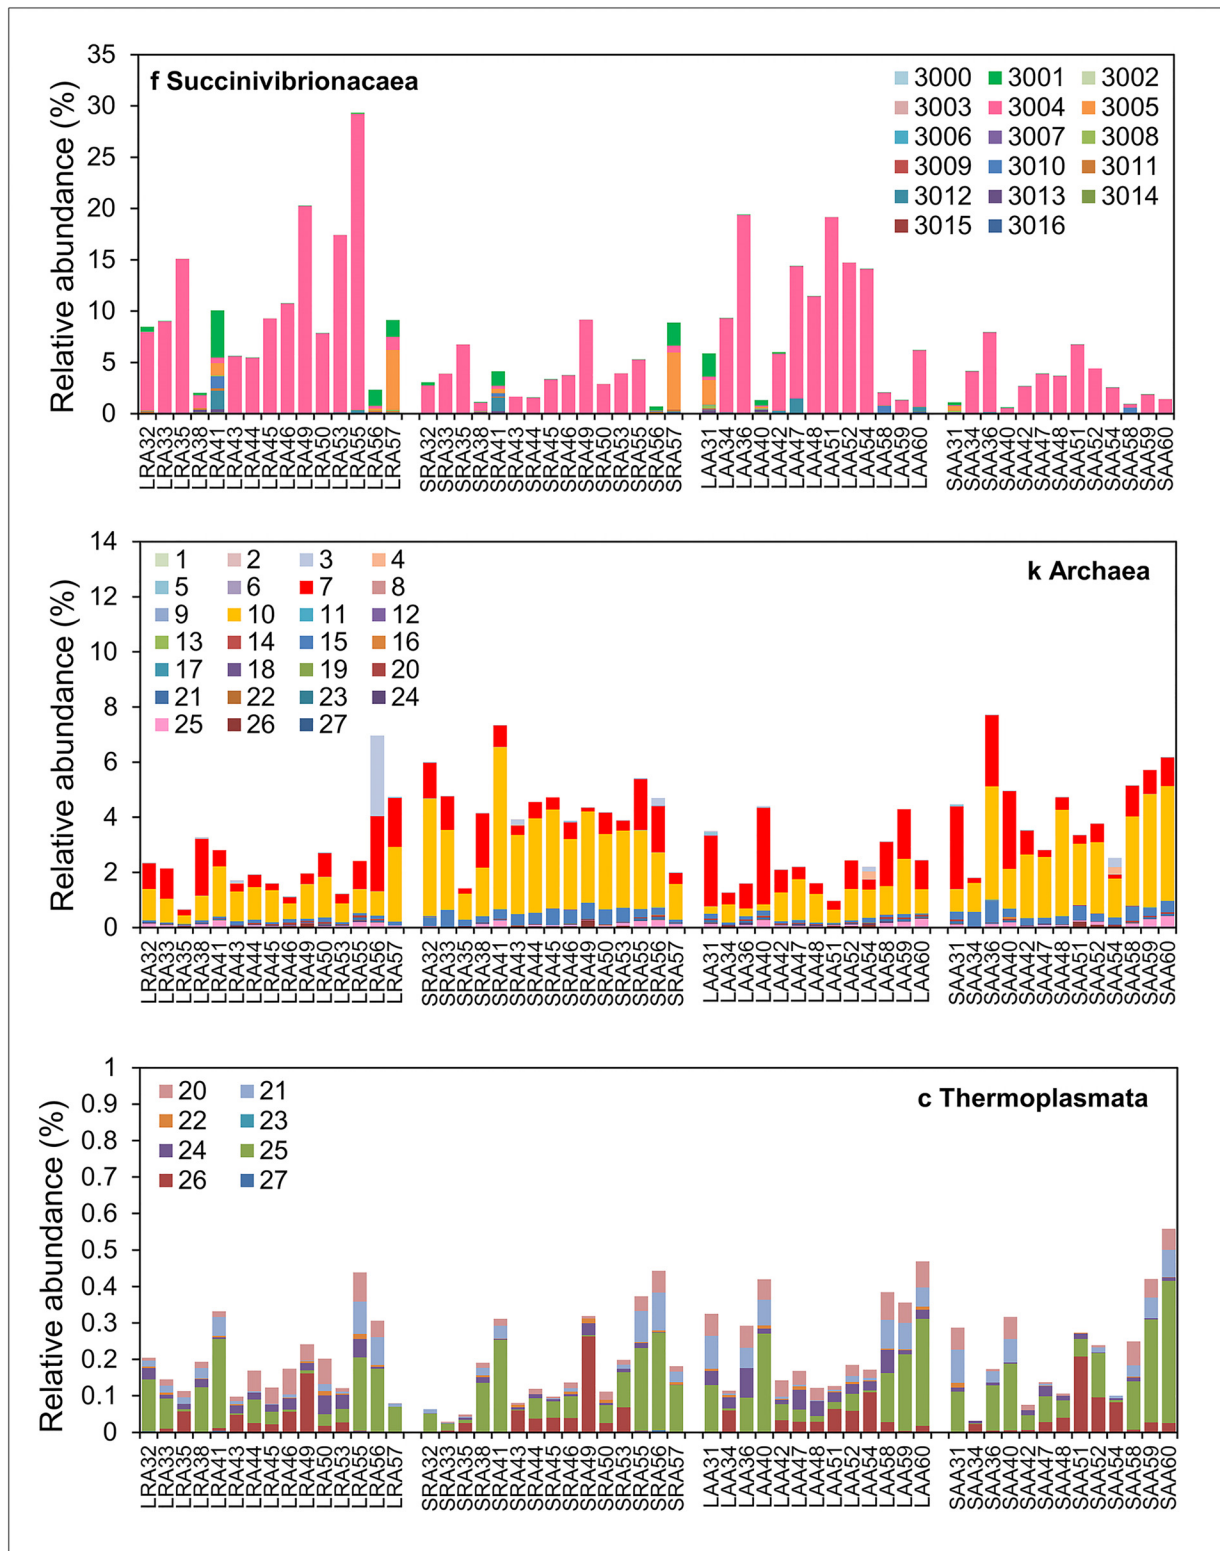 f Succinivibrionacaea
Relative abundance (%)
35
30
25
20
15
10
5
0
3000 3001 3002
3003 3004 3005
3006 3007 3008
3009 3010 3011
3012 3013 3014
3015 3016
LRA32 LRA33 LRA35 LRA38 LRA41 LRA43 LRA44 LRA45 LRA46 LRA49 LRA50 LRA53 LRA55 LRA56 LRA57 SRA32 SRA33 SRA35 SRA38 SRA41 SRA43 SRA44 SRA45 SRA46 SRA49 SRA50 SRA53 SRA55 SRA56 SRA57 LAA31 LAA34 LAA36 LAA40 LAA42 LAA47 LAA48 LAA51 LAA52 LAA54 LAA58 LAA59 LAA60 SAA31 SAA34 SAA36 SAA40 SAA42 SAA47 SAA48 SAA51 SAA52 SAA54 SAA58 SAA59 SAA60
k Archaea
Relative abundance (%)
14
12
10
8
6
4
2
0
1 2 3 4
5 6 7 8
9 10 11 12
13 14 15 16
17 18 19 20
21 22 23 24
25 26 27
LRA32 LRA33 LRA35 LRA38 LRA41 LRA43 LRA44 LRA45 LRA46 LRA49 LRA50 LRA53 LRA55 LRA56 LRA57 SRA32 SRA33 SRA35 SRA38 SRA41 SRA43 SRA44 SRA45 SRA46 SRA49 SRA50 SRA53 SRA55 SRA56 SRA57 LAA31 LAA34 LAA36 LAA40 LAA42 LAA47 LAA48 LAA51 LAA52 LAA54 LAA58 LAA59 LAA60 SAA31 SAA34 SAA36 SAA40 SAA42 SAA47 SAA48 SAA51 SAA52 SAA54 SAA58 SAA59 SAA60
c Thermoplasmata
Relative abundance (%)
1
0.9
0.8
0.7
0.6
0.5
0.4
0.3
0.2
0.1
0
20 21
22 23
24 25
26 27
LRA32 LRA33 LRA35 LRA38 LRA41 LRA43 LRA44 LRA45 LRA46 LRA49 LRA50 LRA53 LRA55 LRA56 LRA57 SRA32 SRA33 SRA35 SRA38 SRA41 SRA43 SRA44 SRA45 SRA46 SRA49 SRA50 SRA53 SRA55 SRA56 SRA57 LAA31 LAA34 LAA36 LAA40 LAA42 LAA47 LAA48 LAA51 LAA52 LAA54 LAA58 LAA59 LAA60 SAA31 SAA34 SAA36 SAA40 SAA42 SAA47 SAA48 SAA51 SAA52 SAA54 SAA58 SAA59 SAA60